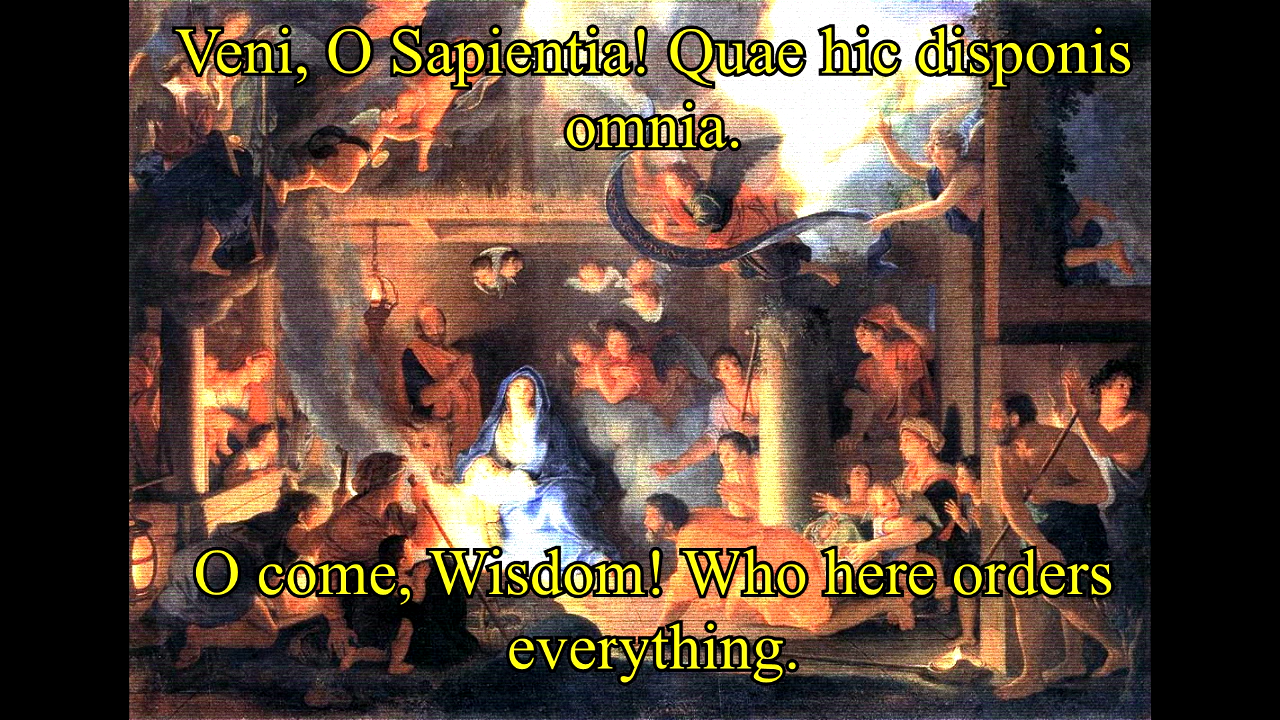 Veni, O Sapientia! Quae hic disponis
omnia.
O come, Wisdom! Who here orders
everything.